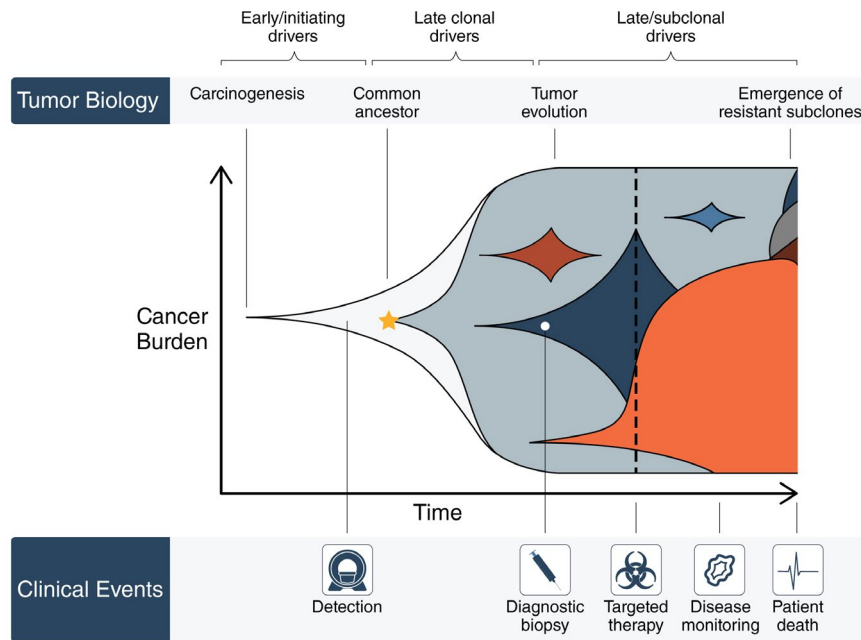 Early/initiating
drivers
Late clonal
drivers
Late/subclonal
drivers
Tumor Biology
Carcinogenesis
Common
ancestor
Tumor
evolution
Emergence of
resistant subclones
Cancer
Burden
Time
Clinical Events
Detection
Diagnostic
biopsy
Targeted
therapy
Disease
monitoring
Patient
death